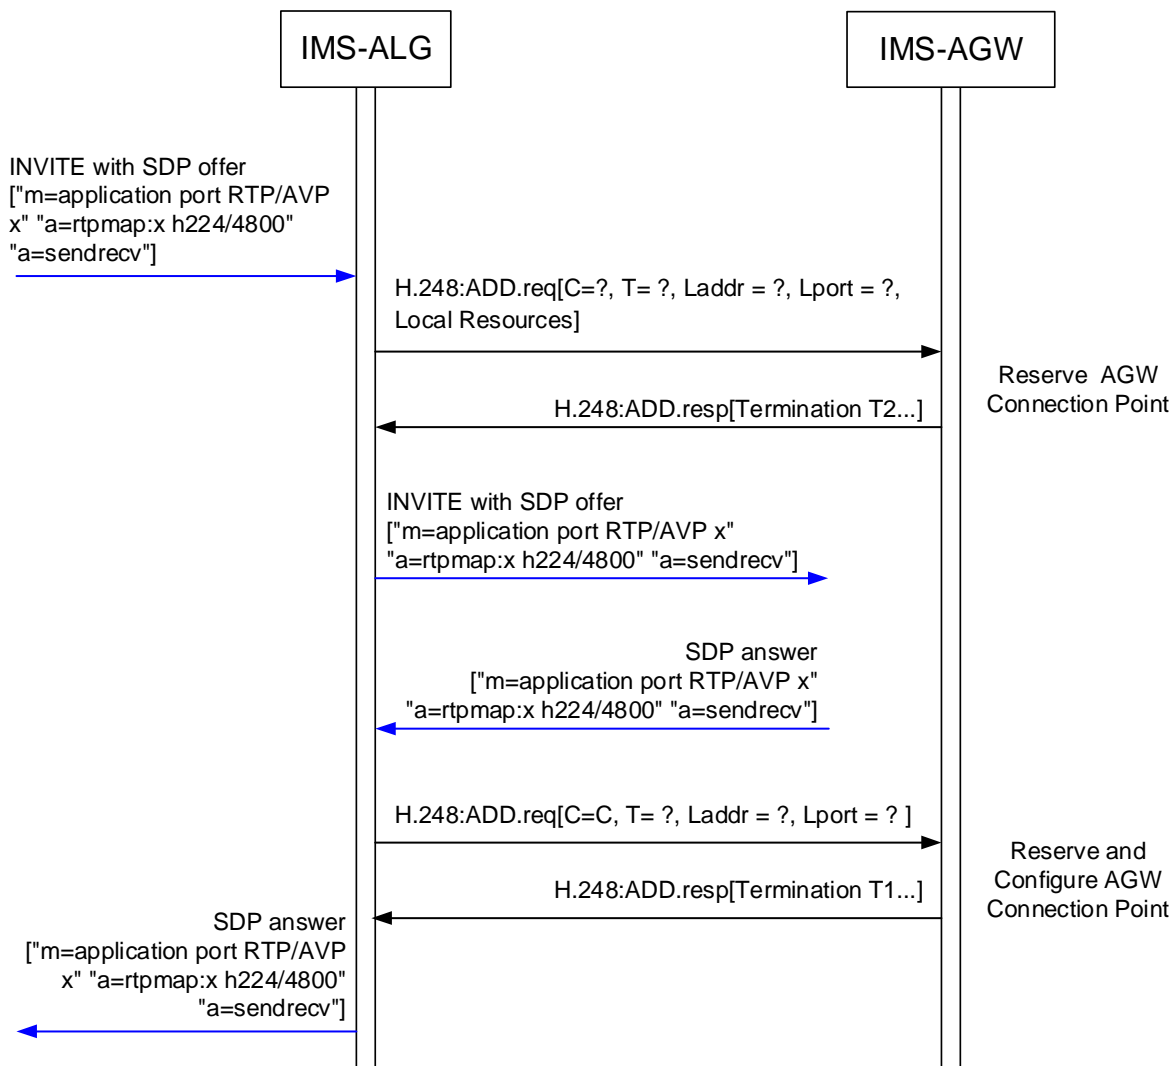 IMS-ALG
IMS-AGW
INVITE with SDP offer
["m=application port RTP/AVP
x" "a=rtpmap:x h224/4800"
"a=sendrecv"]
H.248:ADD.req[C=?, T= ?, Laddr = ?, Lport = ?,
Local Resources]
Reserve  AGW
Connection Point
H.248:ADD.resp[Termination T2...]
INVITE with SDP offer
["m=application port RTP/AVP x"
"a=rtpmap:x h224/4800" "a=sendrecv"]
SDP answer
["m=application port RTP/AVP x"
"a=rtpmap:x h224/4800" "a=sendrecv"]
H.248:ADD.req[C=C, T= ?, Laddr = ?, Lport = ? ]
Reserve and
Configure AGW
Connection Point
H.248:ADD.resp[Termination T1...]
SDP answer
["m=application port RTP/AVP
x" "a=rtpmap:x h224/4800"
"a=sendrecv"]